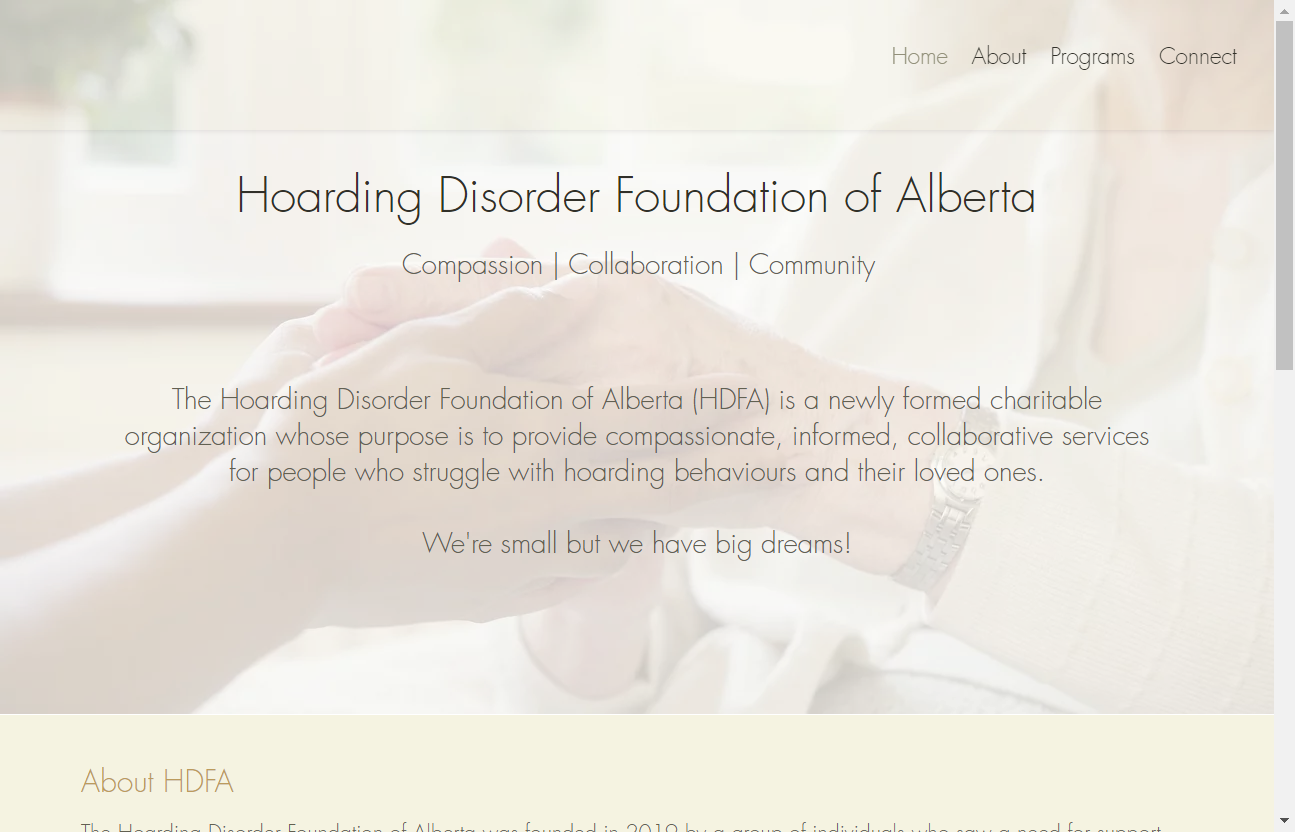 Home About Programs Connect
Hoarding Disorder Foundation of Alberta
Compassion | Collaboration | Community
The Hoarding Disorder Foundation of Alberta (HDFA) is a newly formed charitable
organization whose purpose is to provide compassionate, informed, collaborative services
for people who struggle with hoarding behaviours and their loved ones.
We're small but we have big dreams!
About HDFA
The Hoarding Disorder Foundation of Alberta was founded in 2019 by a group of individuals who saw a need for support